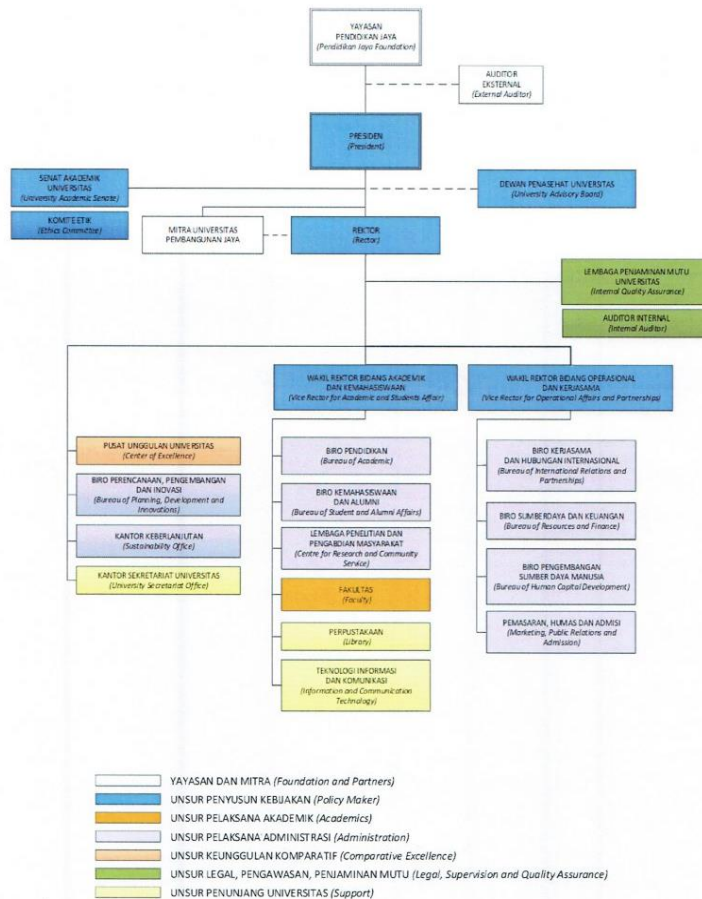 YAYASAN
PENDIDIKAN JAYA
(Pendidikan Jaya Foundation)
AUDITOR
EKSTERNAL
(External Auditor)
PRESIDEN
(President)
SENAT AKADEMIK
UNIVERSITAS
(University Academic Senate)
DEWAN PENASEHAT UNIVERSITAS
(University Advisory Board)
KOMITE ETIK
(Ethics Committee)
MITRA UNIVERSITAS
PEMBANGUNAN JAYA
REKTOR
(Rector)
LEMBAGA PENJAMINAN MUTU
UNIVERSITAS
(Internal Quality Assurance)
AUDITOR INTERNAL
(Internal Auditor)
WAKIL REKTOR BIDANG AKADEMIK
DAN KEMAHASISWAAN
(Vice Rector for Academic and Students Affair)
WAKIL REKTOR BIDANG OPERASIONAL
DAN KERJASAMA
(Vice Rector for Operational Affairs and Partnerships)
PUSAT UNGGULAN UNIVERSITAS
(Center of Excellence)
BIRO PERENCANAAN, PENGEMBANGAN
DAN INOVASI
(Bureau of Planning, Development and
Innovations)
KANTOR KEBERLANJUTAN
(Sustainability Office)
KANTOR SEKRETARIAT UNIVERSITAS
(University Secretariat Office)
BIRO PENDIDIKAN
(Bureau of Academic)
BIRO KEMAHASISWAAN
DAN ALUMNI
(Bureau of Student and Alumni Affairs)
LEMBAGA PENELITIAN DAN
PENGABDIAN MASYARAKAT
(Centre for Research and Community
Service)
FAKULTAS
(Faculty)
PERPUSTAKAAN
(Library)
TEKNOLOGI INFORMASI
DAN KOMUNIKASI
(Information and Communication
Technology)
BIRO KERJASAMA
DAN HUBUNGAN INTERNASIONAL
(Bureau of International Relations and
Partnerships)
BIRO SUMBERDAYA DAN KEUANGAN
(Bureau of Resources and Finance)
BIRO PENGEMBANGAN
SUMBER DAYA MANUSIA
(Bureau of Human Capital Development)
PEMASARAN, HUMAS DAN ADMISI
(Marketing, Public Relations and
Admission)
YAYASAN DAN MITRA (Foundation and Partners)
UNSUR PENYUSUN KEBIJAKAN (Policy Maker)
UNSUR PELAKSANA AKADEMIK (Academics)
UNSUR PELAKSANA ADMINISTRASI (Administration)
UNSUR KEUNGGULAN KOMPARATIF (Comparative Excellence)
UNSUR LEGAL, PENGAWASAN, PENJAMINAN MUTU (Legal, Supervision and Quality Assurance)
UNSUR PENUNJANG UNIVERSITAS (Support)